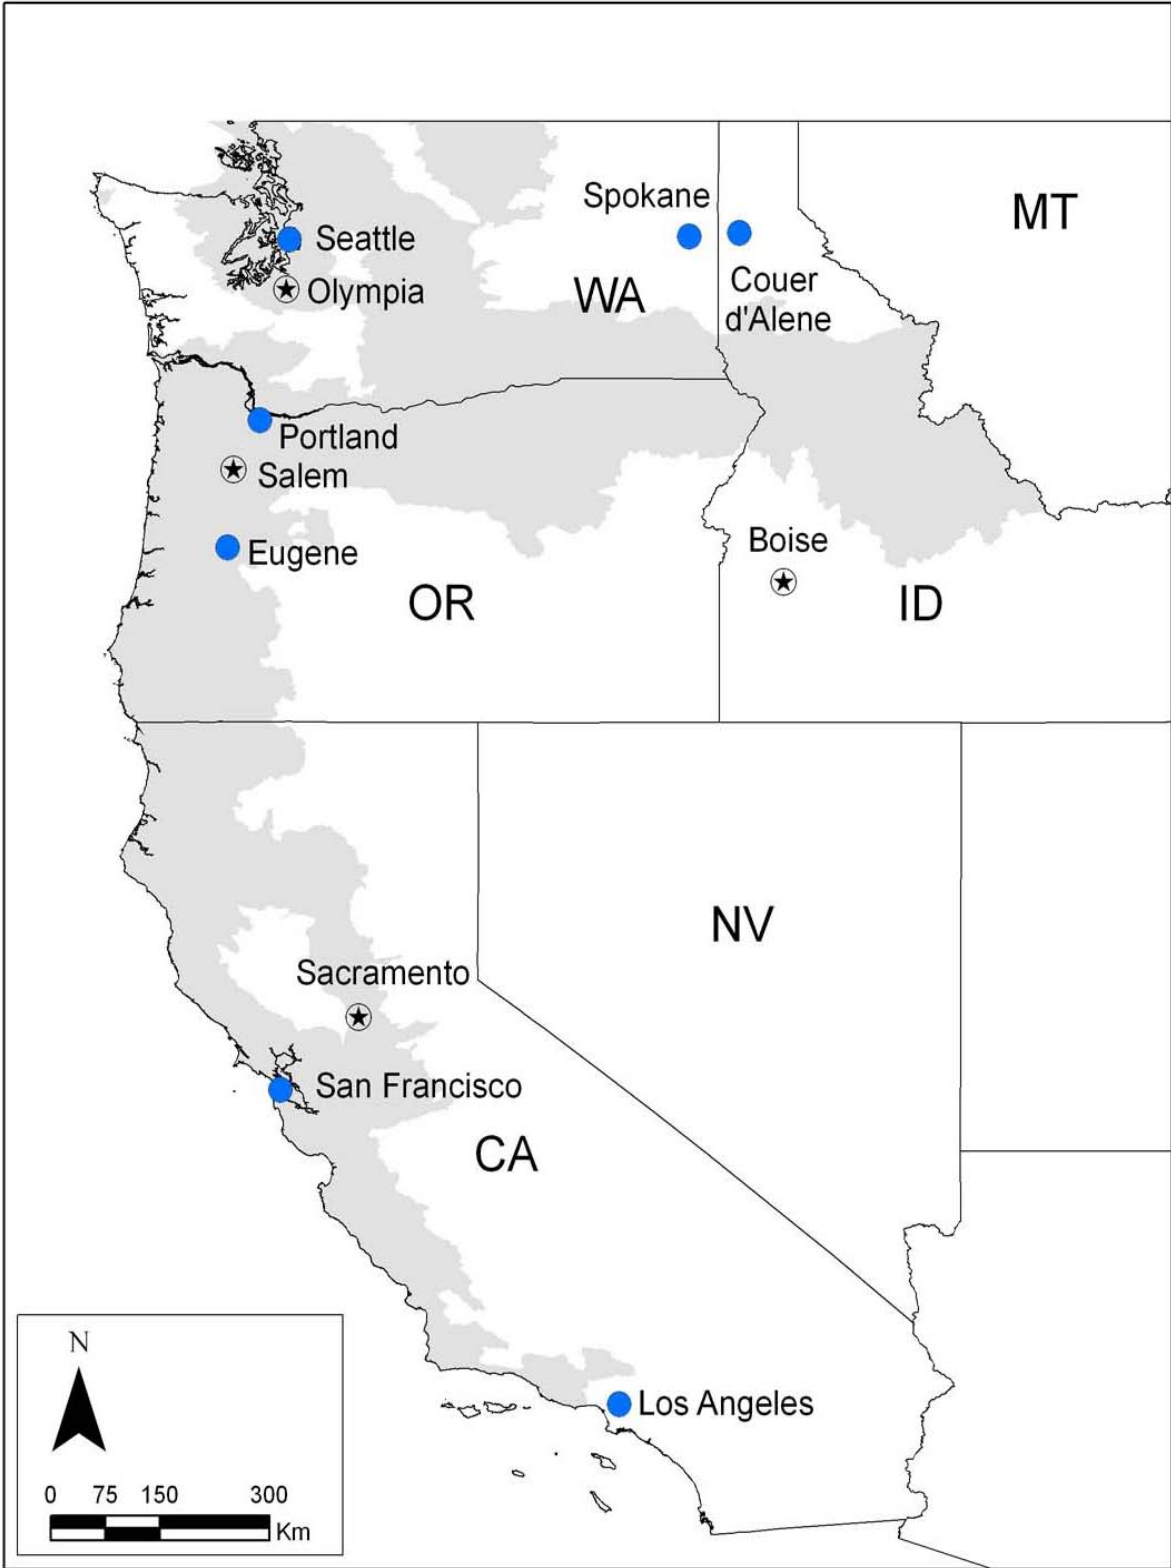 Spokane
MT
Seattle
Couer
d'Alene
Olympia
WA
Portland
Salem
Boise
Eugene
OR
ID
NV
Sacramento
San Francisco
CA
Los Angeles
N
0 75 150 300
Km